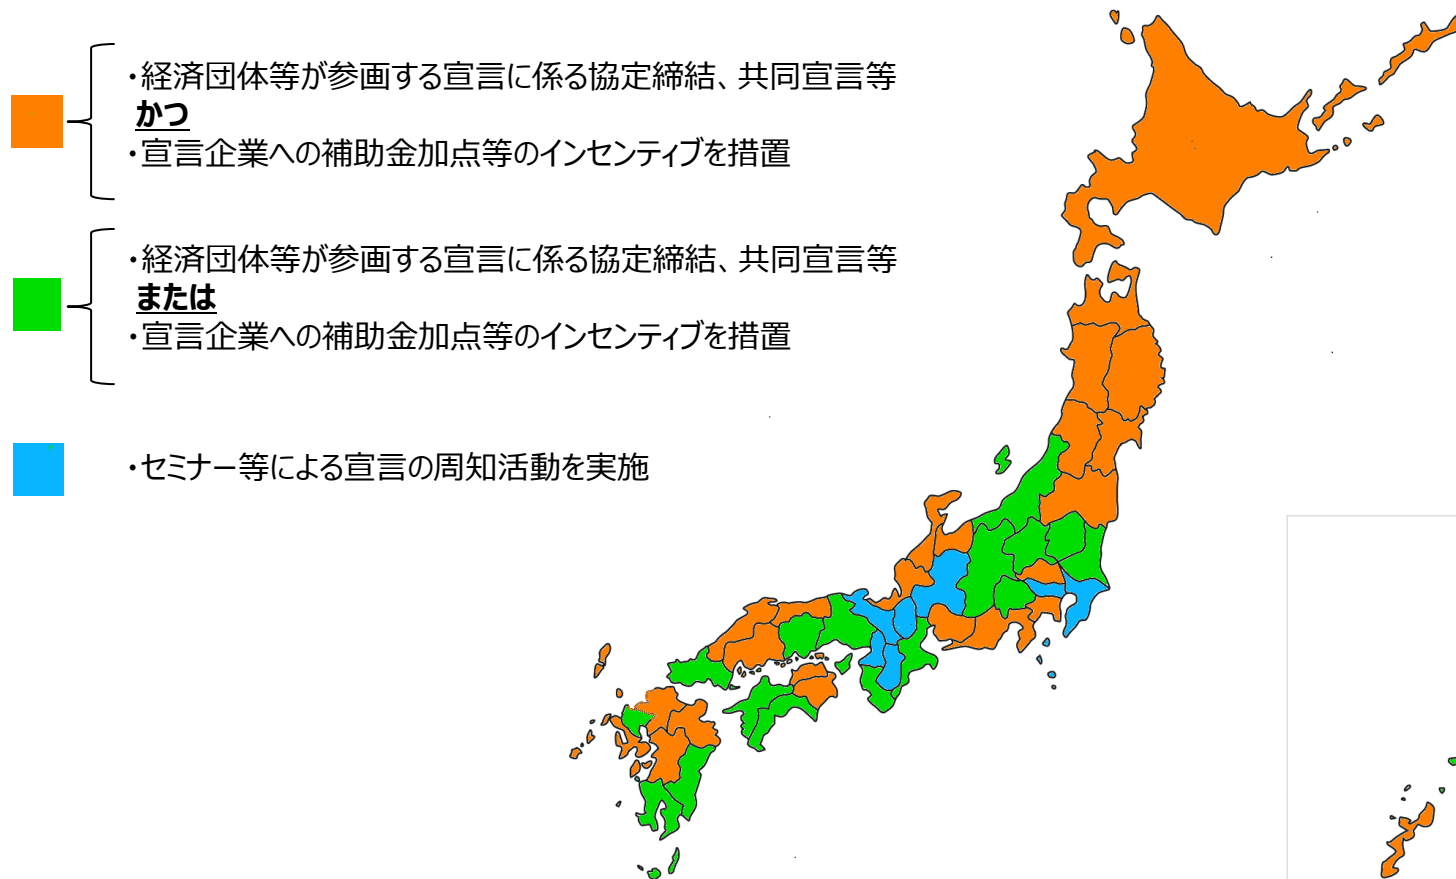 ・経済団体等が参画する宣言に係る協定締結、共同宣言等
かつ
・宣言企業への補助金加点等のインセンティブを措置
・経済団体等が参画する宣言に係る協定締結、共同宣言等
または
・宣言企業への補助金加点等のインセンティブを措置
・セミナー等による宣言の周知活動を実施